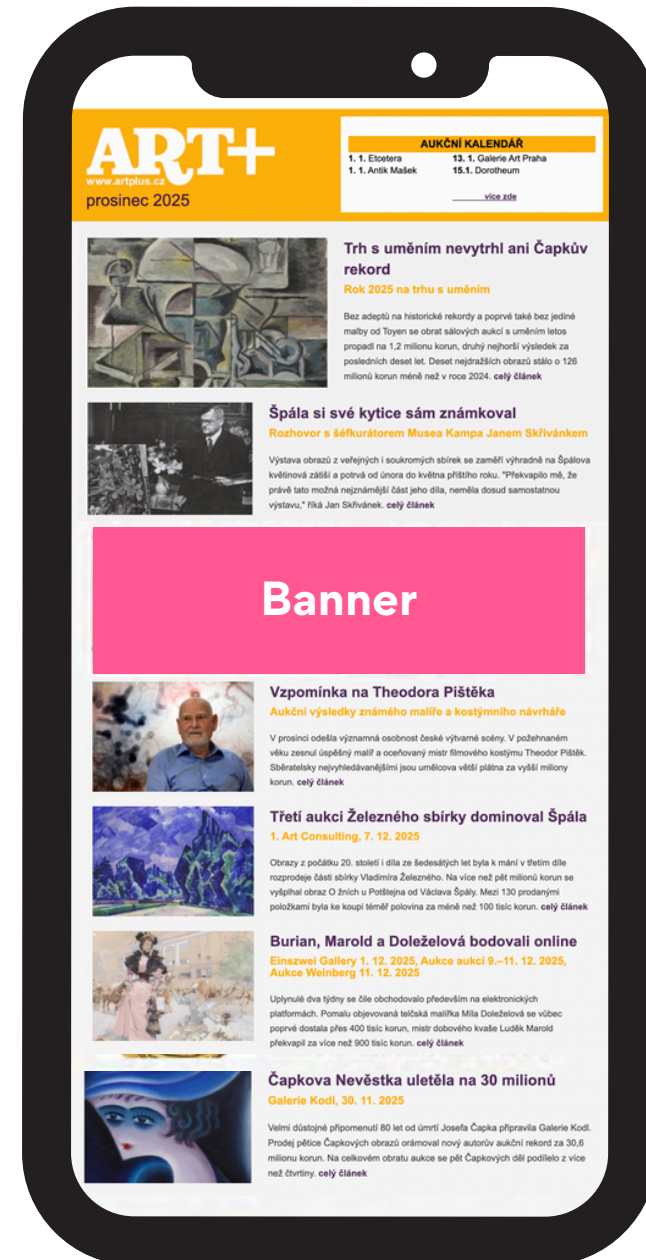 ART+
www.artplus.cz
prosinec 2025
AUKČNÍ KALENDÁŘ
1. 1. Etcetera
13. 1. Galerie Art Praha
1. 1. Antik Mašek
15.1. Dorotheum
více zde
Trh s uměním nevytrhl ani Čapkův
rekord
Rok 2025 na trhu s uměním
Bez adeptů na historické rekordy a poprvé také bez jediné
malby od Toyen se obrat sálových aukcí s uměním letos
propadl na 1,2 milionu korun, druhý nejhorší výsledek za
posledních deset let. Deset nejdražších obrazů stálo o 126
milionů korun méně než v roce 2024. celý článek
Špála si své kytice sám známkoval
Rozhovor s šéfkurátorem Musea Kampa Janem Skřivánkem
Výstava obrazů z veřejných i soukromých sbírek se zaměří výhradně na Špálova
květinová zátiší a potrvá od února do května příštího roku. "Překvapilo mě, že
právě tato možná nejznámější část jeho díla, neměla dosud samostatnou
výstavu," říká Jan Skřivánek. celý článek
Banner
Vzpomínka na Theodora Pištěka
Aukční výsledky známého malíře a kostýmního návrháře
V prosinci odešla významná osobnost české výtvarné scény. V požehnaném
věku zesnul úspěšný malíř a oceňovaný mistr filmového kostýmu Theodor Pištěk.
Sběratelsky nejvyhledávanějšími jsou umělcova větší plátna za vyšší miliony
korun. celý článek
Třetí aukci Železného sbírky dominoval Špála
1. Art Consulting, 7. 12. 2025
Obrazy z počátku 20. století i díla ze šedesátých let byla k mání v třetím díle
rozprodeje části sbírky Vladimíra Železného. Na více než pět milionů korun se
vyšplhal obraz O žních u Potštejna od Václava Špály. Mezi 130 prodanými
položkami byla ke koupi téměř polovina za méně než 100 tisíc korun. celý článek
Burian, Marold a Doleželová bodovali online
Einszwei Gallery 1. 12. 2025, Aukce aukcí 9.–11. 12. 2025,
Aukce Weinberg 11. 12. 2025
Uplynulé dva týdny se čile obchodovalo především na elektronických
platformách. Pomalu objevovaná telčská malířka Míla Doleželová se vůbec
poprvé dostala přes 400 tisíc korun, mistr dobového kvaše Luděk Marold
překvapil za více než 900 tisíc korun. celý článek
Čapkova Nevěstka uletěla na 30 milionů
Galerie Kodl, 30. 11. 2025
Velmi důstojné připomenutí 80 let od úmrtí Josefa Čapka připravila Galerie Kodl.
Prodej pětice Čapkových obrazů orámoval nový autorův aukční rekord za 30,6
milionu korun. Na celkovém obratu aukce se pět Čapkových děl podílelo z více
než čtvrtiny. celý článek